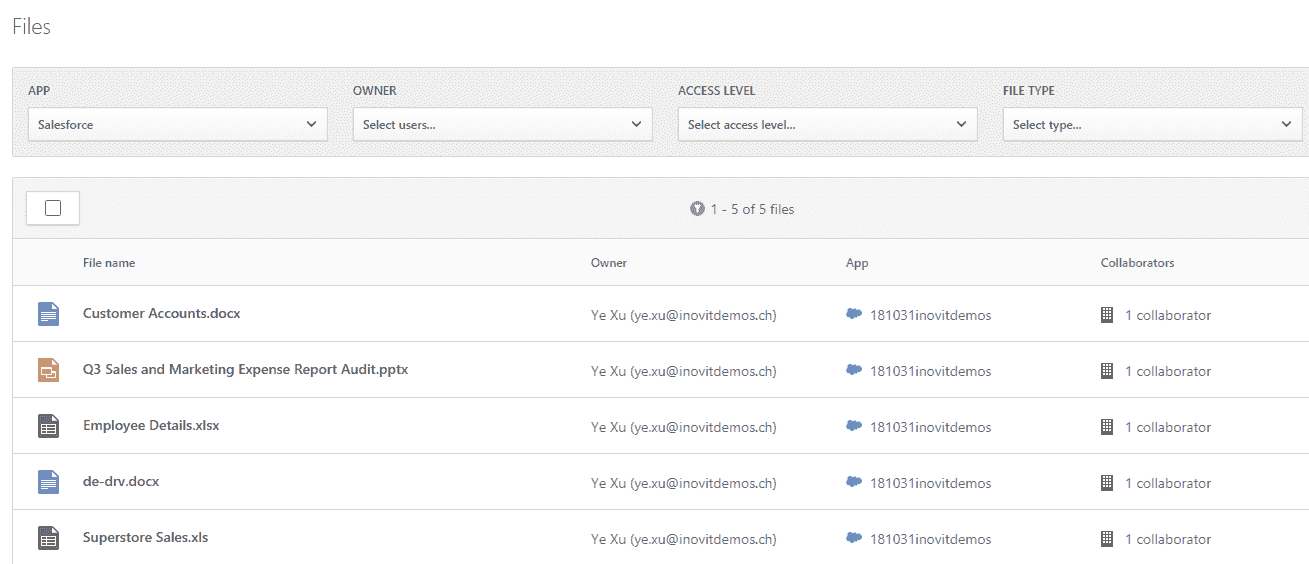 Files
APP OWNER ACCESS LEVEL FILE TYPE
Salesforce Select users... Select access level... Select type...
1 - 5 of 5 files
File name Owner App Collaborators
Customer Accounts.docx Ye Xu (ye.xu@inovitdemos.ch) 181031inovitdemos 1 collaborator
Q3 Sales and Marketing Expense Report Audit.pptx Ye Xu (ye.xu@inovitdemos.ch) 181031inovitdemos 1 collaborator
Employee Details.xlsx Ye Xu (ye.xu@inovitdemos.ch) 181031inovitdemos 1 collaborator
de-drv.docx Ye Xu (ye.xu@inovitdemos.ch) 181031inovitdemos 1 collaborator
Superstore Sales.xls Ye Xu (ye.xu@inovitdemos.ch) 181031inovitdemos 1 collaborator